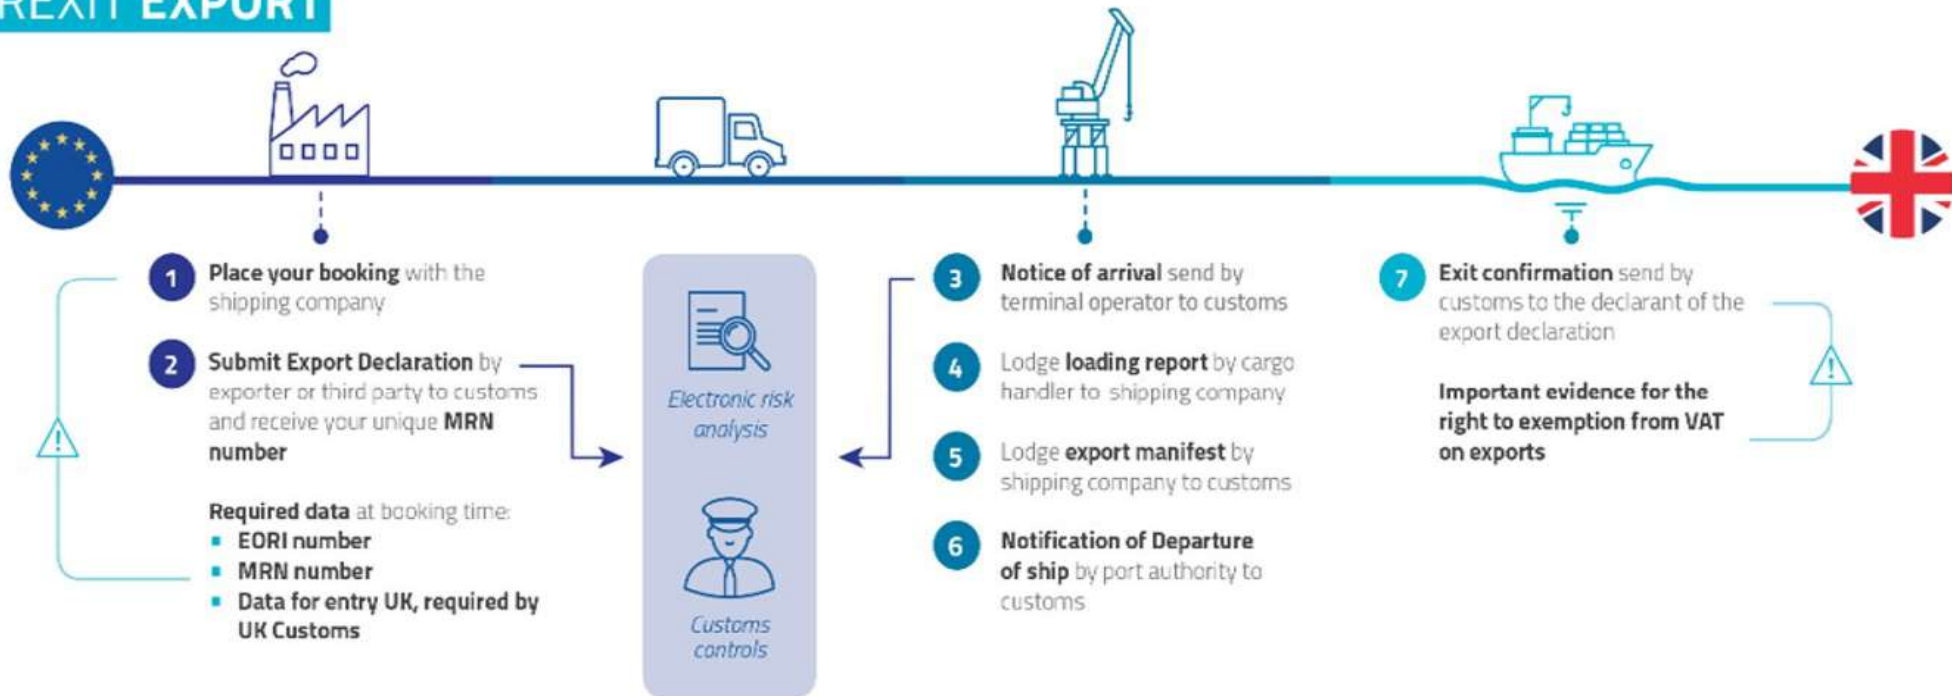 REXIT EXPORT
1
Place your booking with the
shipping company
2
Submit Export Declaration by
exporter or third party to customs
and receive your unique MRN
number
Required data at booking time:
EORI number
MRN number
Data for entry UK, required by
UK Customs
!
Electronic risk
analysis
Customs
controls
3
Notice of arrival send by
terminal operator to customs
4
Lodge loading report by cargo
handler to shipping company
5
Lodge export manifest by
shipping company to customs
6
Notification of Departure
of ship by port authority to
customs
7
Exit confirmation send by
customs to the declarant of the
export declaration
Important evidence for the
right to exemption from VAT
on exports
!